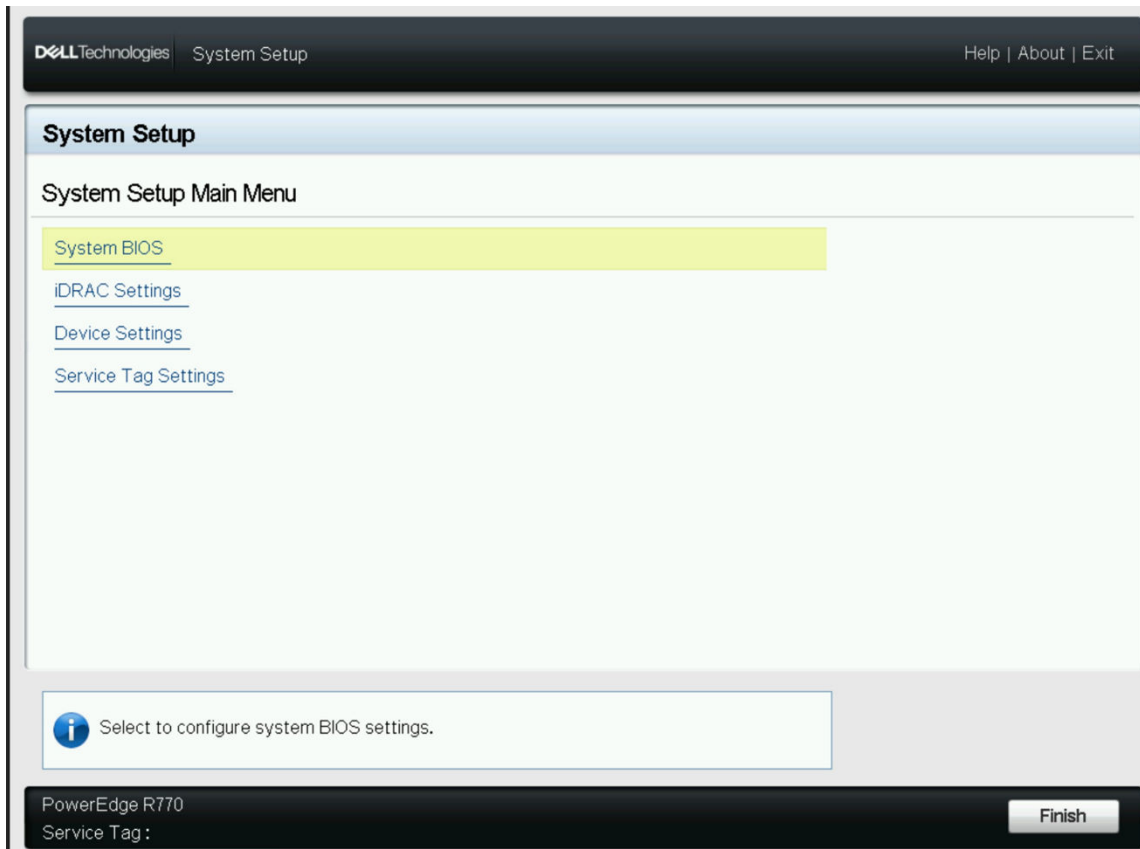 DELLTechnologies System Setup Help | About | Exit
System Setup
System Setup Main Menu
System BIOS
iDRAC Settings
Device Settings
Service Tag Settings
Select to configure system BIOS settings.
PowerEdge R770
Service Tag:
Finish